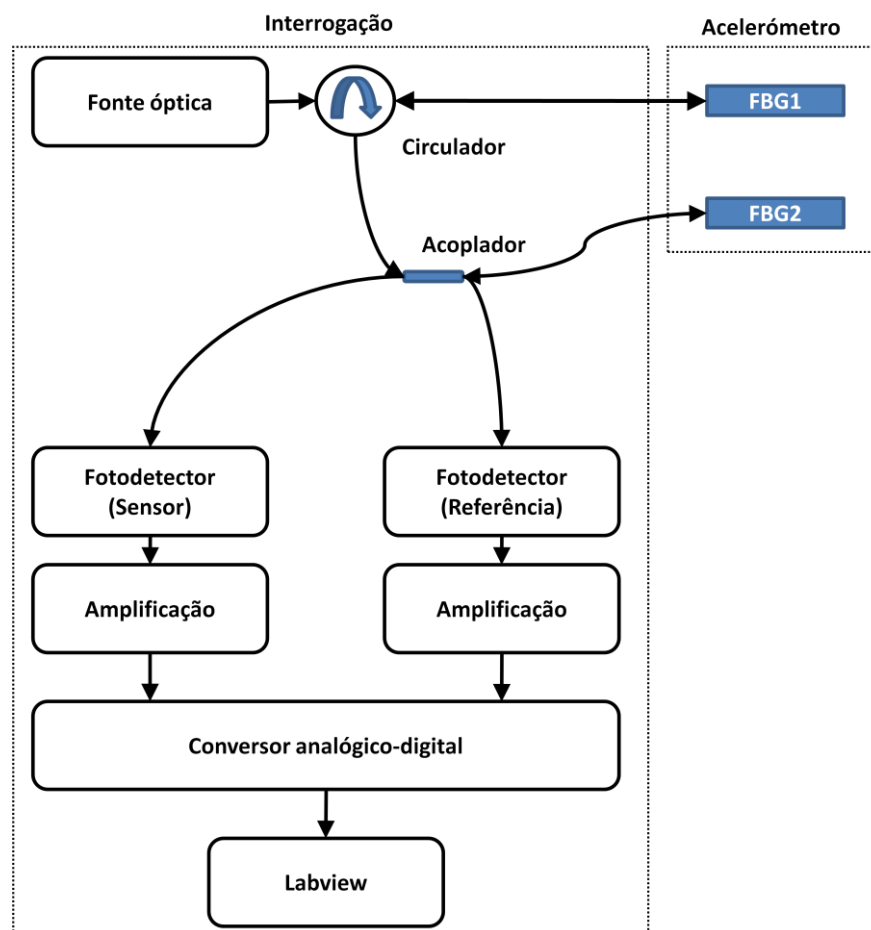 Interrogação
Acelerómetro
Fonte óptica
FBG1
Circulador
FBG2
Acoplador
Fotodetector
(Sensor)
Fotodetector
(Referência)
Amplificação
Amplificação
Conversor analógico-digital
Labview